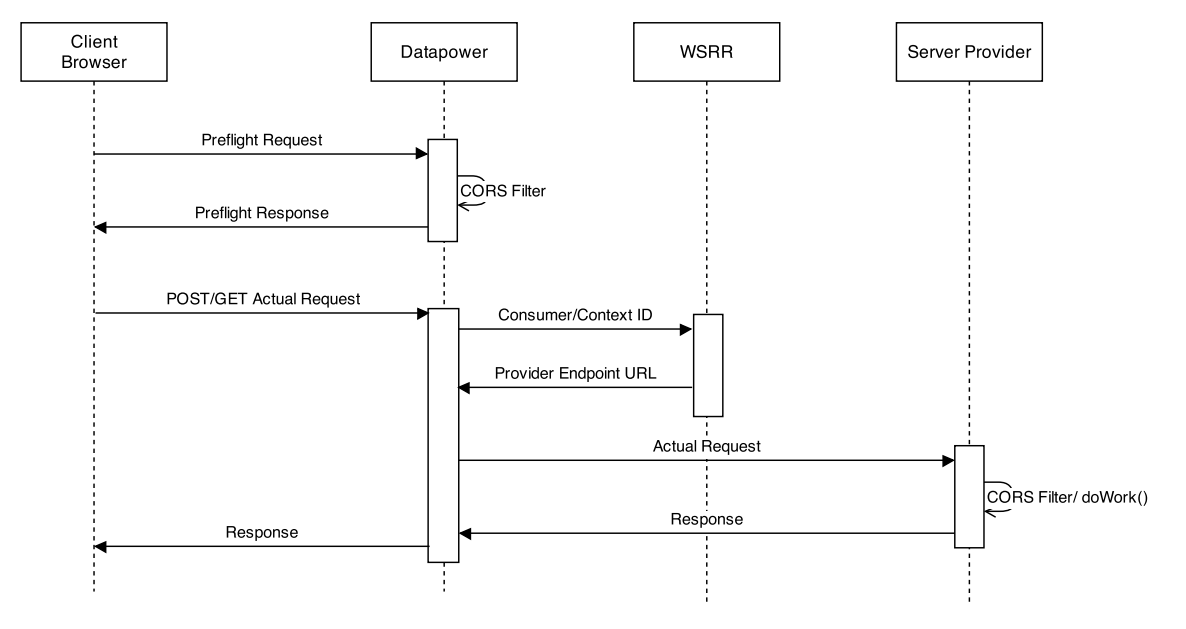 Client
Browser
Datapower
WSRR
Server Provider
Preflight Request
CORS Filter
Preflight Response
POST/GET Actual Request
Consumer/Context ID
Provider Endpoint URL
Actual Request
CORS Filter/ doWork()
Response
Response